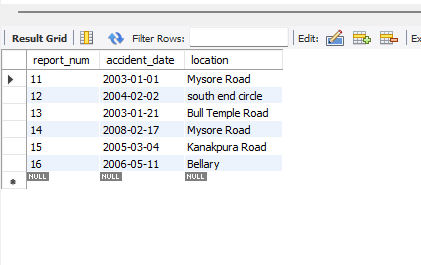 Result Grid Filter Rows: Edit:
report_num accident_date location
11 2003-01-01 Mysore Road
12 2004-02-02 south end circle
13 2003-01-21 Bull Temple Road
14 2008-02-17 Mysore Road
15 2005-03-04 Kanakpura Road
16 2006-05-11 Bellary
NULL NULL NULL